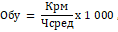 Обу = Крм / Чсред х 1 000 ,